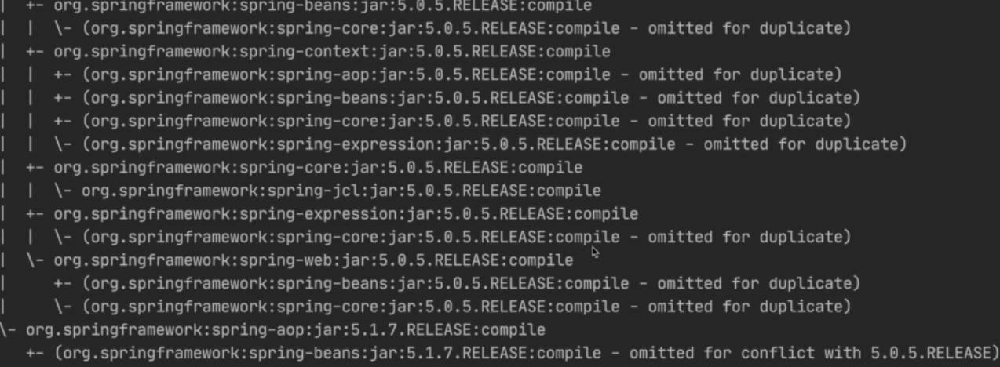 |  +- org.springframework:spring-beans:jar:5.0.5.RELEASE:compile
|  |  \- (org.springframework:spring-core:jar:5.0.5.RELEASE:compile - omitted for duplicate)
|  +- org.springframework:spring-context:jar:5.0.5.RELEASE:compile
|  |  +- (org.springframework:spring-aop:jar:5.0.5.RELEASE:compile - omitted for duplicate)
|  |  +- (org.springframework:spring-beans:jar:5.0.5.RELEASE:compile - omitted for duplicate)
|  |  +- (org.springframework:spring-core:jar:5.0.5.RELEASE:compile - omitted for duplicate)
|  |  \- (org.springframework:spring-expression:jar:5.0.5.RELEASE:compile - omitted for duplicate)
|  +- org.springframework:spring-core:jar:5.0.5.RELEASE:compile
|  |  \- org.springframework:spring-jcl:jar:5.0.5.RELEASE:compile
|  +- org.springframework:spring-expression:jar:5.0.5.RELEASE:compile
|  |  \- (org.springframework:spring-core:jar:5.0.5.RELEASE:compile - omitted for duplicate)
|  \- org.springframework:spring-web:jar:5.0.5.RELEASE:compile
|     +- (org.springframework:spring-beans:jar:5.0.5.RELEASE:compile - omitted for duplicate)
|     \- (org.springframework:spring-core:jar:5.0.5.RELEASE:compile - omitted for duplicate)
\- org.springframework:spring-aop:jar:5.1.7.RELEASE:compile
   +- (org.springframework:spring-beans:jar:5.1.7.RELEASE:compile - omitted for conflict with 5.0.5.RELEASE)